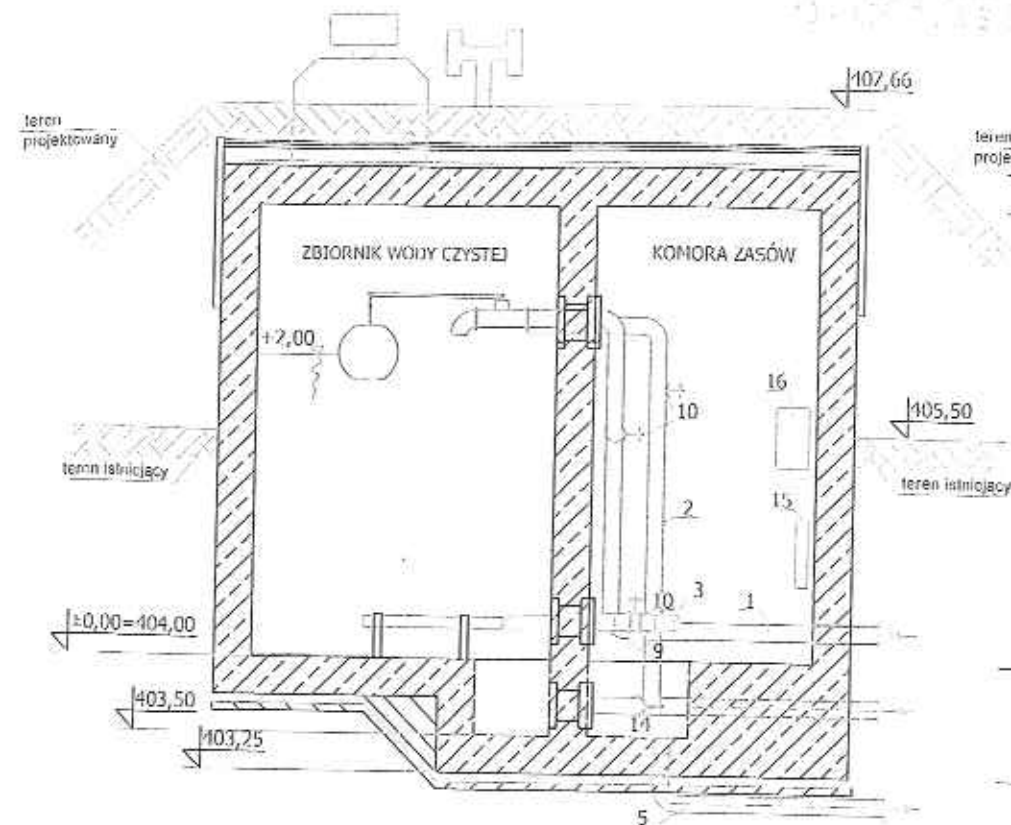 107,66
teren
projektowany
teren
proje
ZBIORNIK WODY CZYSTEJ
KOMORA ZASÓW
+2,00
16
10
405,50
teren istniejący
teren istniejący
15
2
10
3
1
±0,00=404,00
9
403,50
14
403,25
5